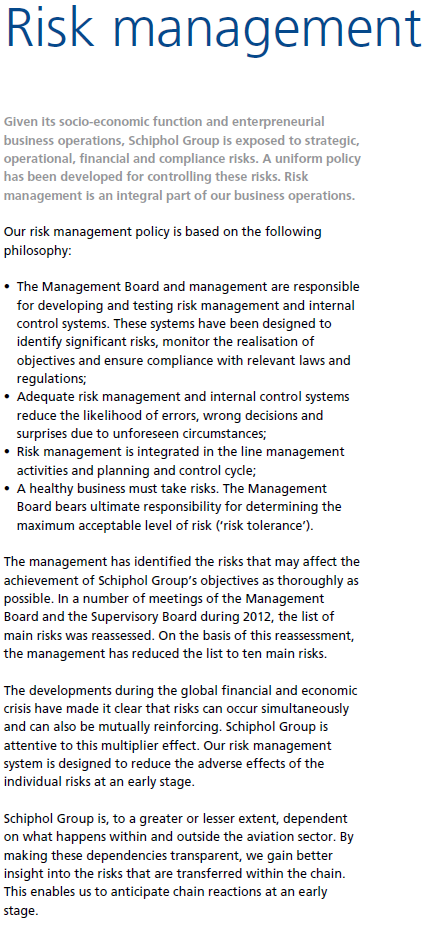 Risk management
Given its socio-economic function and enterpreneurial
business operations, Schiphol Group is exposed to strategic,
operational, financial and compliance risks. A uniform policy
has been developed for controlling these risks. Risk
management is an integral part of our business operations.
Our risk management policy is based on the following
philosophy:
• The Management Board and management are responsible
for developing and testing risk management and internal
control systems. These systems have been designed to
identify significant risks, monitor the realisation of
objectives and ensure compliance with relevant laws and
regulations;
• Adequate risk management and internal control systems
reduce the likelihood of errors, wrong decisions and
surprises due to unforeseen circumstances;
• Risk management is integrated in the line management
activities and planning and control cycle;
• A healthy business must take risks. The Management
Board bears ultimate responsibility for determining the
maximum acceptable level of risk (‘risk tolerance’).
The management has identified the risks that may affect the
achievement of Schiphol Group’s objectives as thoroughly as
possible. In a number of meetings of the Management
Board and the Supervisory Board during 2012, the list of
main risks was reassessed. On the basis of this reassessment,
the management has reduced the list to ten main risks.
The developments during the global financial and economic
crisis have made it clear that risks can occur simultaneously
and can also be mutually reinforcing. Schiphol Group is
attentive to this multiplier effect. Our risk management
system is designed to reduce the adverse effects of the
individual risks at an early stage.
Schiphol Group is, to a greater or lesser extent, dependent
on what happens within and outside the aviation sector. By
making these dependencies transparent, we gain better
insight into the risks that are transferred within the chain.
This enables us to anticipate chain reactions at an early
stage.